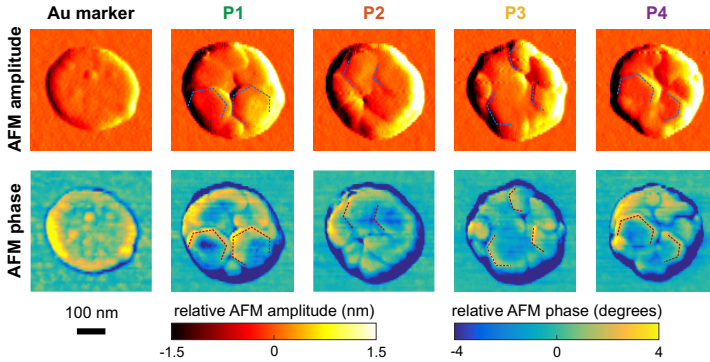 Au marker P1 P2 P3 P4
AFM amplitude
AFM phase
100 nm
relative AFM amplitude (nm)
-1.5 0 1.5
relative AFM phase (degrees)
-4 0 4